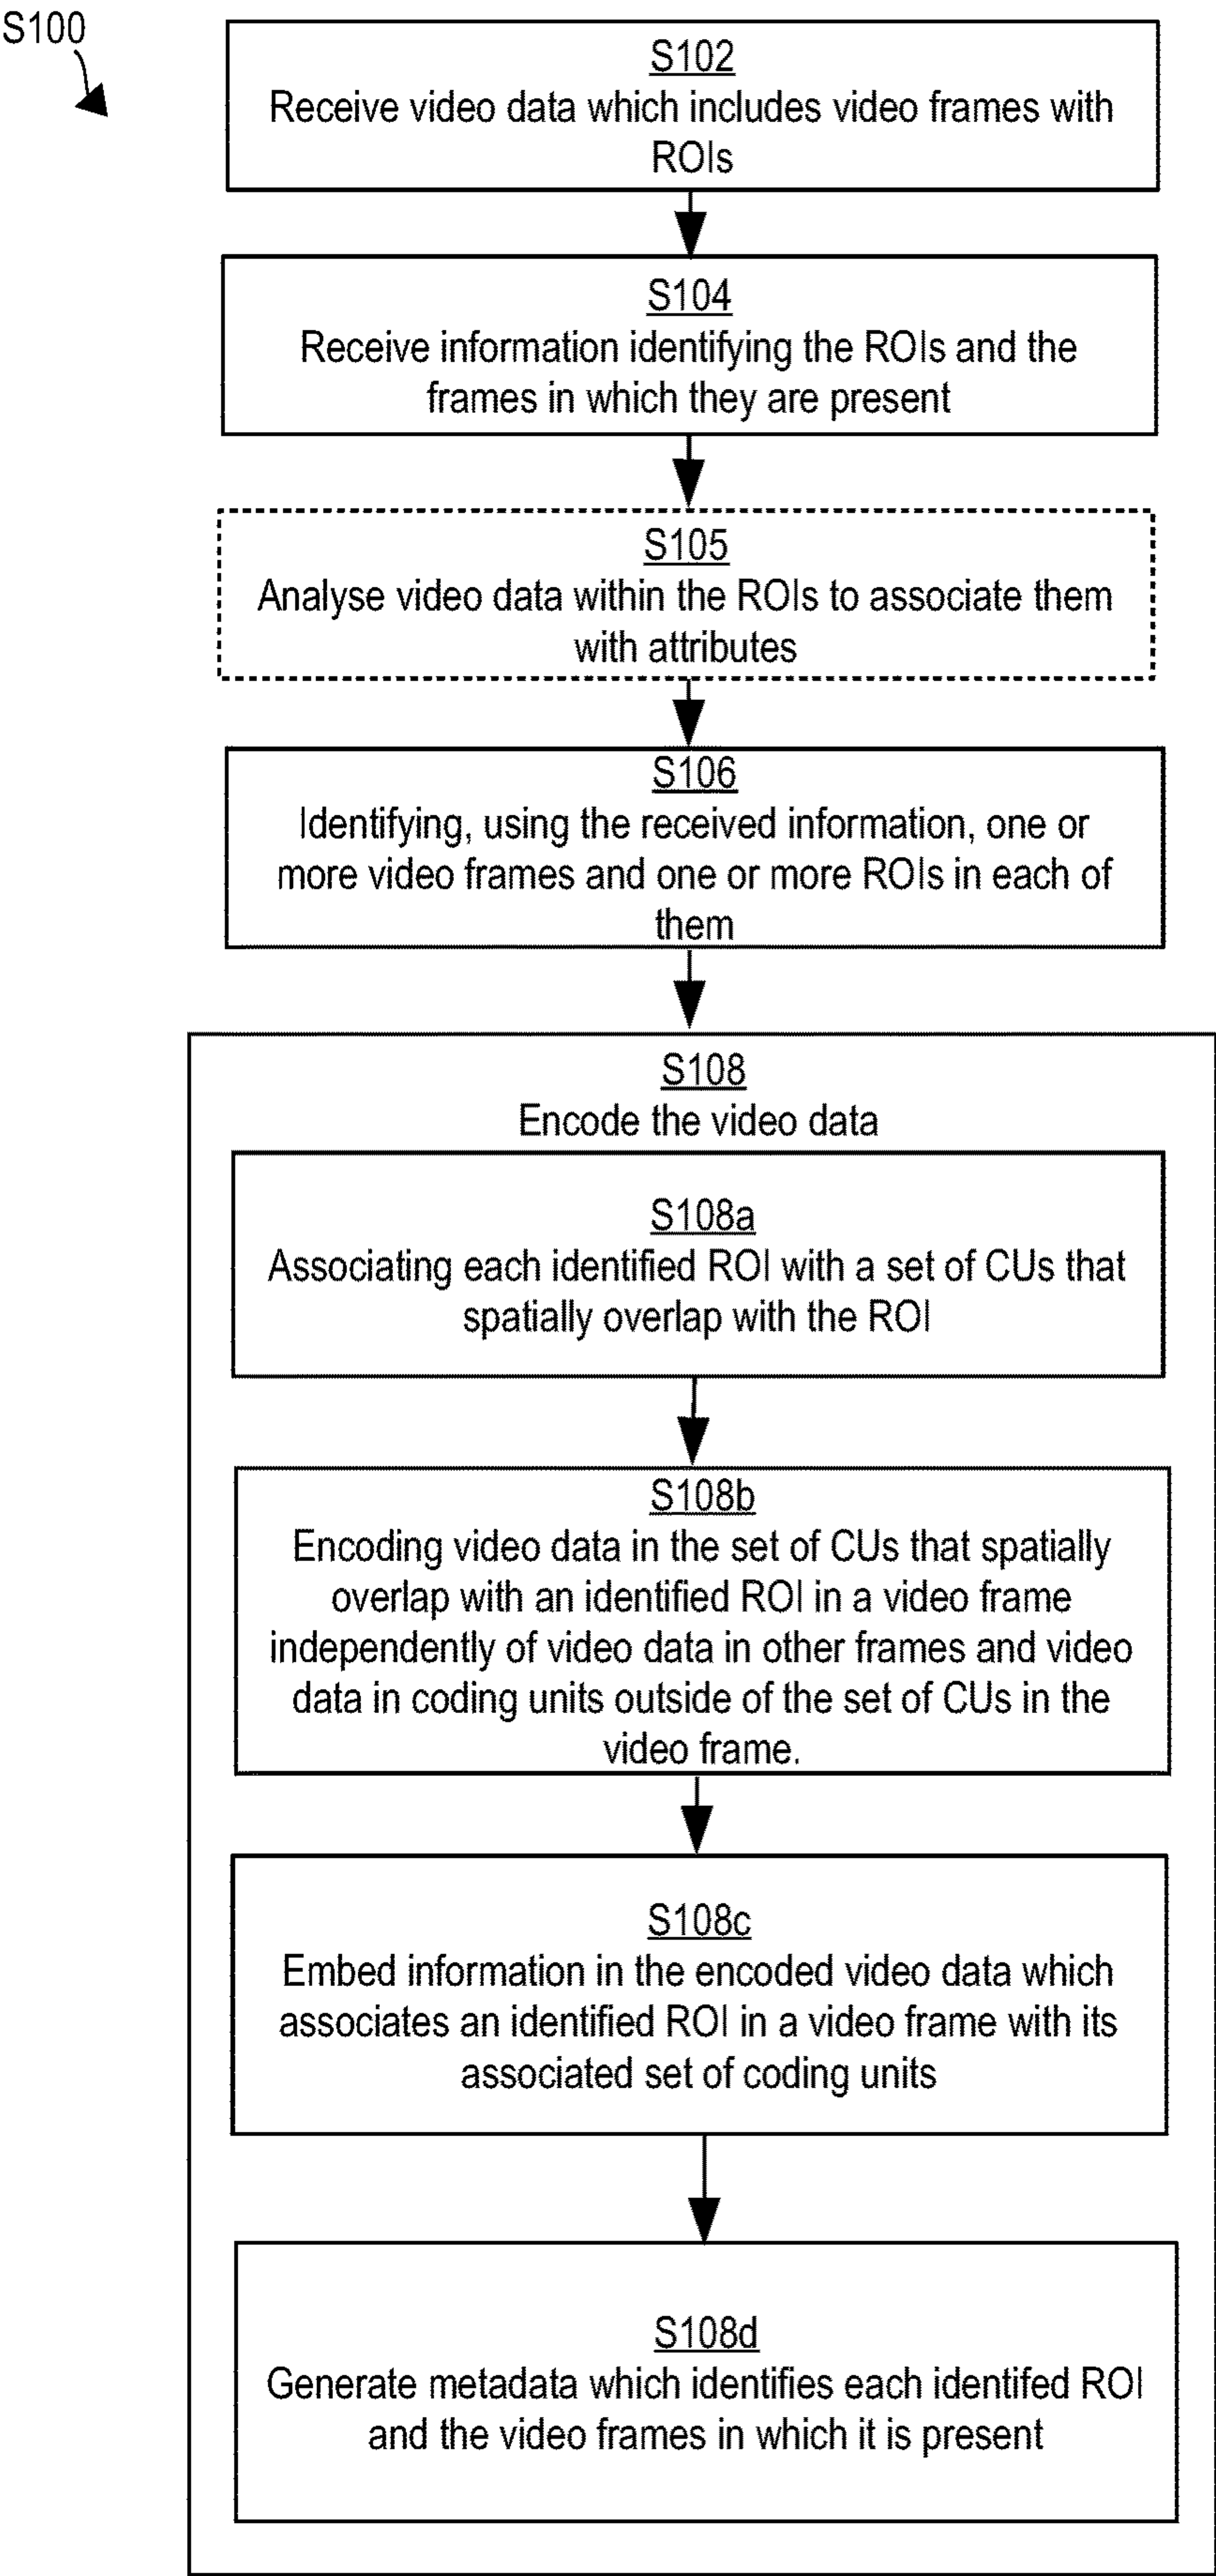 S100
S102
Receive video data which includes video frames with
ROIs
S104
Receive information identifying the ROIs and the
frames in which they are present
S105
Analyse video data within the ROIs to associate them
with attributes
S106
Identifying, using the received information, one or
more video frames and one or more ROIs in each of
them
S108
Encode the video data
S108a
Associating each identified ROI with a set of CUs that
spatially overlap with the ROI
S108b
Encoding video data in the set of CUs that spatially
overlap with an identified ROI in a video frame
independently of video data in other frames and video
data in coding units outside of the set of CUs in the
video frame.
S108c
Embed information in the encoded video data which
associates an identified ROI in a video frame with its
associated set of coding units
S108d
Generate metadata which identifies each identifed ROI
and the video frames in which it is present